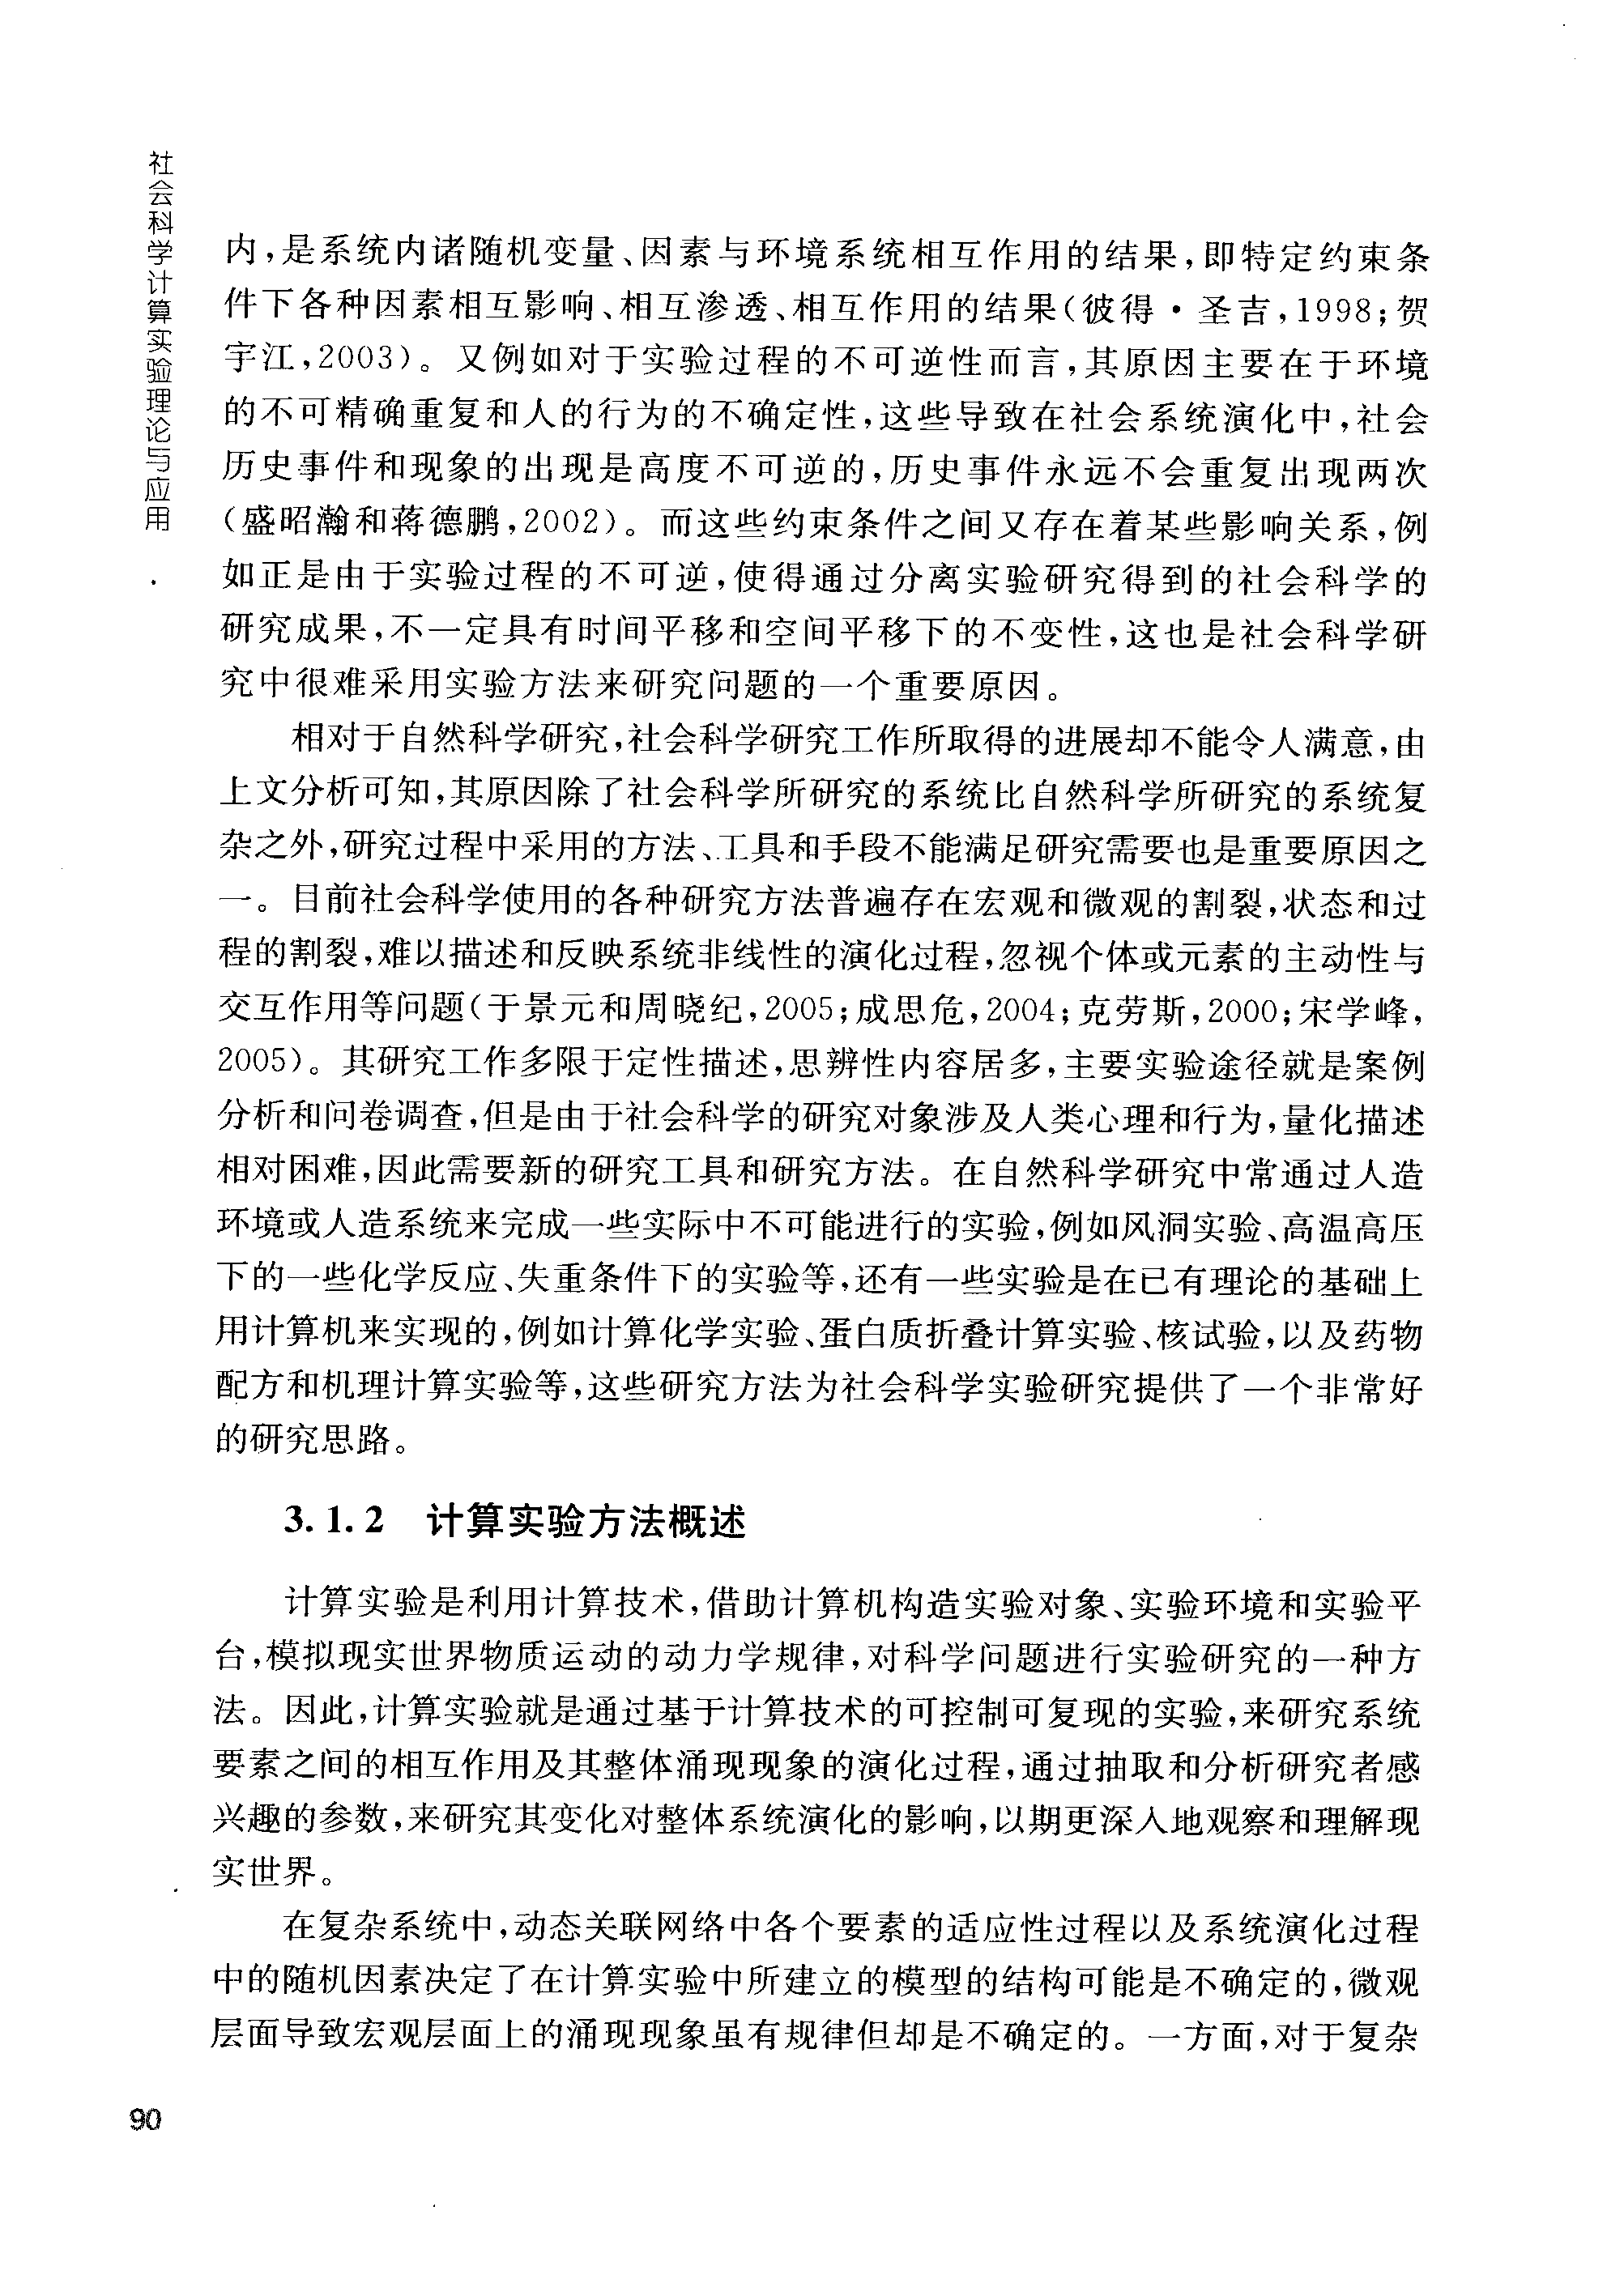 社会科学计算实验理论与应用
内,是系统内诸随机变量、因素与环境系统相互作用的结果,即特定约束条
件下各种因素相互影响、相互渗透、相互作用的结果(彼得·圣吉,1998;贺
宇江,2003)。又例如对于实验过程的不可逆性而言,其原因主要在于环境
的不可精确重复和人的行为的不确定性,这些导致在社会系统演化中,社会
历史事件和现象的出现是高度不可逆的,历史事件永远不会重复出现两次
(盛昭瀚和蒋德鹏,2002)。而这些约束条件之间又存在着某些影响关系,例
如正是由于实验过程的不可逆,使得通过分离实验研究得到的社会科学的
研究成果,不一定具有时间平移和空间平移下的不变性,这也是社会科学研
究中很难采用实验方法来研究问题的一个重要原因。
相对于自然科学研究,社会科学研究工作所取得的进展却不能令人满意,由
上文分析可知,其原因除了社会科学所研究的系统比自然科学所研究的系统复
杂之外,研究过程中采用的方法、工具和手段不能满足研究需要也是重要原因之
一。目前社会科学使用的各种研究方法普遍存在宏观和微观的割裂,状态和过
程的割裂,难以描述和反映系统非线性的演化过程,忽视个体或元素的主动性与
交互作用等问题(于景元和周晓纪,2005;成思危,2004;克劳斯,2000;宋学峰,
2005)。其研究工作多限于定性描述,思辨性内容居多,主要实验途径就是案例
分析和问卷调查,但是由于社会科学的研究对象涉及人类心理和行为,量化描述
相对困难,因此需要新的研究工具和研究方法。在自然科学研究中常通过人造
环境或人造系统来完成一些实际中不可能进行的实验,例如风洞实验、高温高压
下的一些化学反应、失重条件下的实验等,还有一些实验是在已有理论的基础上
用计算机来实现的,例如计算化学实验、蛋白质折叠计算实验、核试验,以及药物
配方和机理计算实验等,这些研究方法为社会科学实验研究提供了一个非常好
的研究思路。
3.1.2 计算实验方法概述
计算实验是利用计算技术,借助计算机构造实验对象、实验环境和实验平
台,模拟现实世界物质运动的动力学规律,对科学问题进行实验研究的一种方
法。因此,计算实验就是通过基于计算技术的可控制可复现的实验,来研究系统
要素之间的相互作用及其整体涌现现象的演化过程,通过抽取和分析研究者感
兴趣的参数,来研究其变化对整体系统演化的影响,以期更深入地观察和理解现
实世界。
在复杂系统中,动态关联网络中各个要素的适应性过程以及系统演化过程
中的随机因素决定了在计算实验中所建立的模型的结构可能是不确定的,微观
层面导致宏观层面上的涌现现象虽有规律但却是不确定的。一方面,对于复杂
90